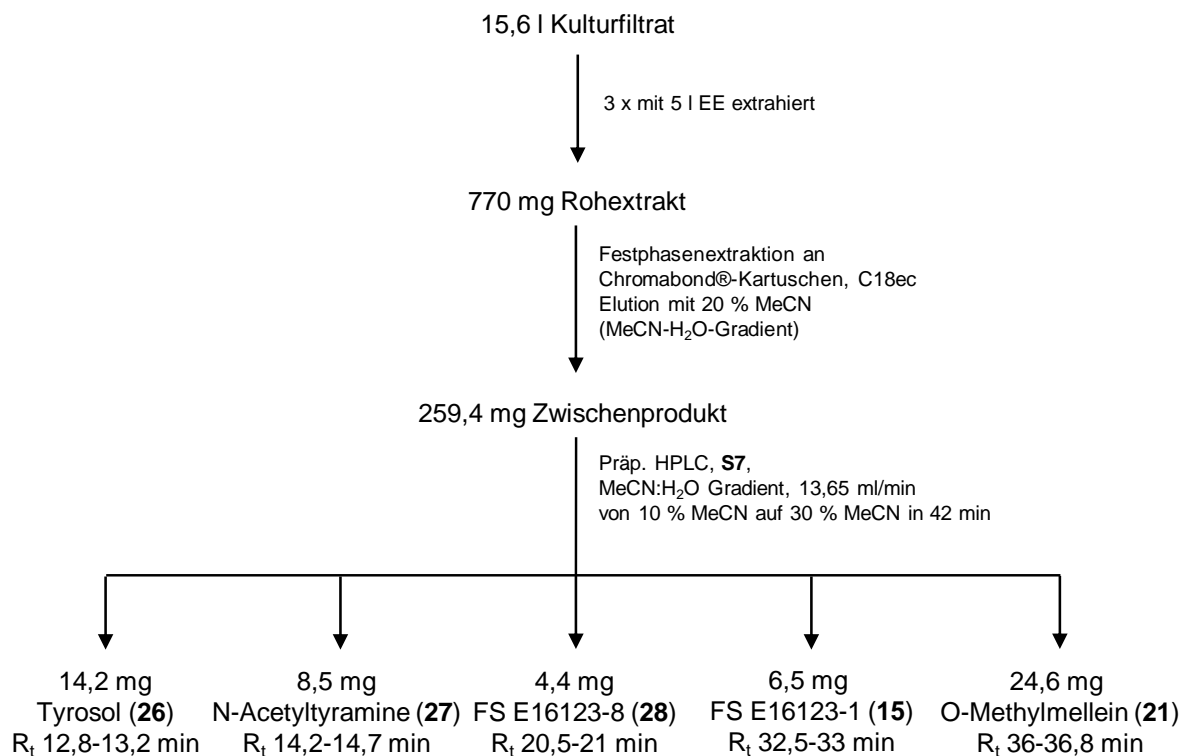 15,6 l Kulturfiltrat
3 x mit 5 l EE extrahiert
770 mg Rohextrakt
Festphasenextraktion an
Chromabond®-Kartuschen, C18ec
Elution mit 20 % MeCN
(MeCN-H₂O-Gradient)
259,4 mg Zwischenprodukt
Präp. HPLC, S7,
MeCN:H₂O Gradient, 13,65 ml/min
von 10 % MeCN auf 30 % MeCN in 42 min
14,2 mg
Tyrosol (26)
Rₜ 12,8-13,2 min
8,5 mg
N-Acetyltyramine (27)
Rₜ 14,2-14,7 min
4,4 mg
FS E16123-8 (28)
Rₜ 20,5-21 min
6,5 mg
FS E16123-1 (15)
Rₜ 32,5-33 min
24,6 mg
O-Methylmellein (21)
Rₜ 36-36,8 min